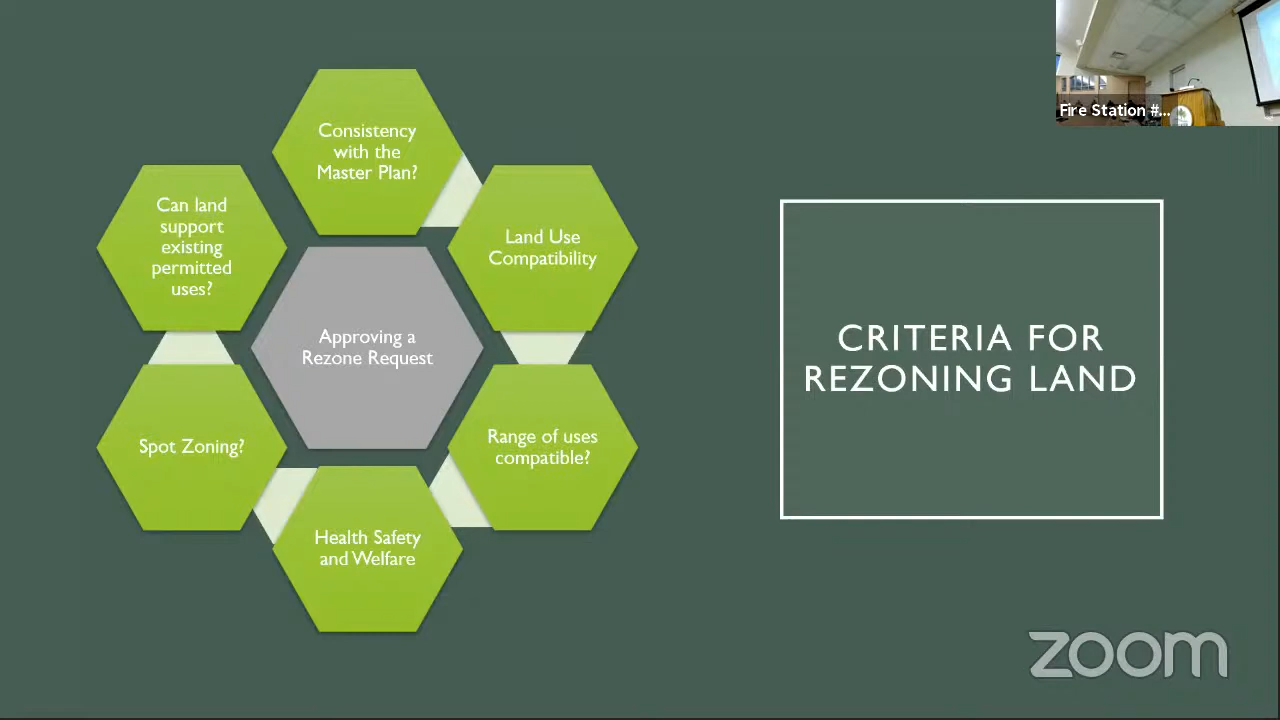 Consistency
with the
Master Plan?
Land Use
Compatibility
Range of uses
compatible?
Health Safety
and Welfare
Spot Zoning?
Can land
support
existing
permitted
uses?
Approving a
Rezone Request
CRITERIA FOR
REZONING LAND
Fire Station #...
zoom